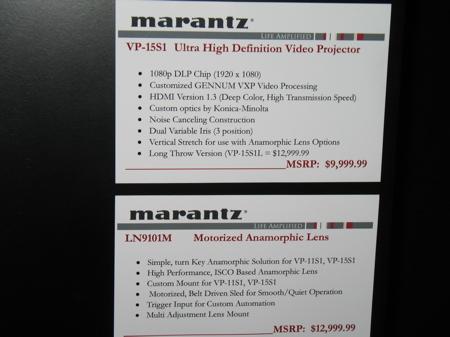 marantz®
LIFE AMPLIFIED
VP-15S1 Ultra High Definition Video Projector
• 1080p DLP Chip (1920 x 1080)
• Customized GENNUM VXP Video Processing
• HDMI Version 1.3 (Deep Color, High Transmission Speed)
• Custom optics by Konica-Minolta
• Noise Canceling Construction
• Dual Variable Iris (3 position)
• Vertical Stretch for use with Anamorphic Lens Options
• Long Throw Version (VP-15S1L = $12,999.99
MSRP: $9,999.99
marantz®
LIFE AMPLIFIED
LN9101M Motorized Anamorphic Lens
• Simple, turn Key Anamorphic Solution for VP-11S1, VP-15S1
• High Performance, ISCO Based Anamorphic Lens
• Custom Mount for VP-11S1, VP-15S1
• Motorized, Belt Driven Sled for Smooth/Quiet Operation
• Trigger Input for Custom Automation
• Multi Adjustment Lens Mount
MSRP: $12,999.99